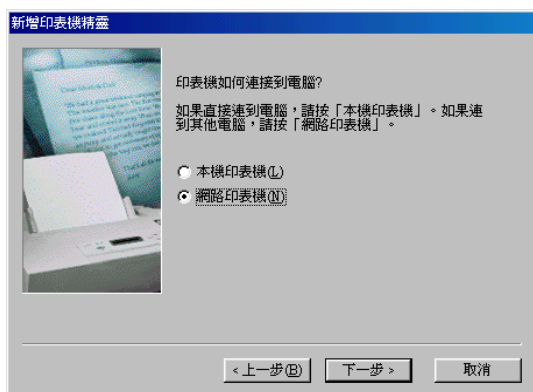 新增印表機精靈
印表機如何連接到電腦?
如果直接連到電腦，請按「本機印表機」。如果連
到其他電腦，請按「網路印表機」。
本機印表機(L)
網路印表機(N)
<上一步(B)
下一步>
取消